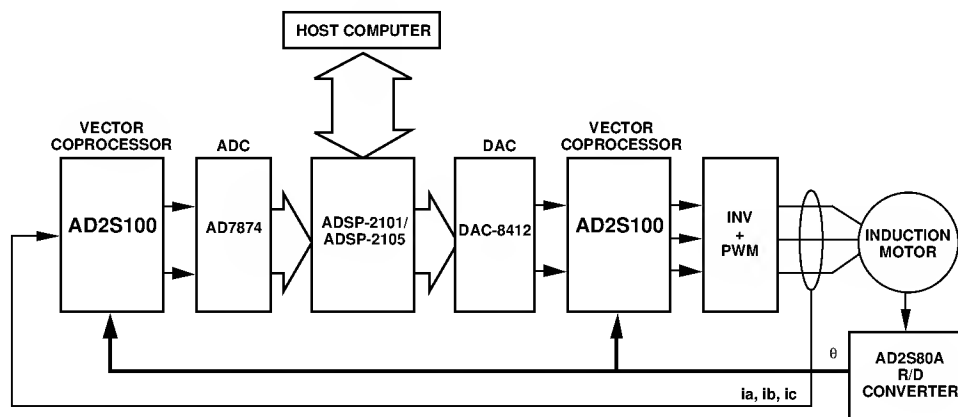 HOST COMPUTER
VECTOR
COPROCESSOR
AD2S100
ADC
AD7874
ADSP-2101/
ADSP-2105
DAC
DAC-8412
VECTOR
COPROCESSOR
AD2S100
INV
+
PWM
INDUCTION
MOTOR
θ
AD2S80A
R/D
CONVERTER
ia, ib, ic